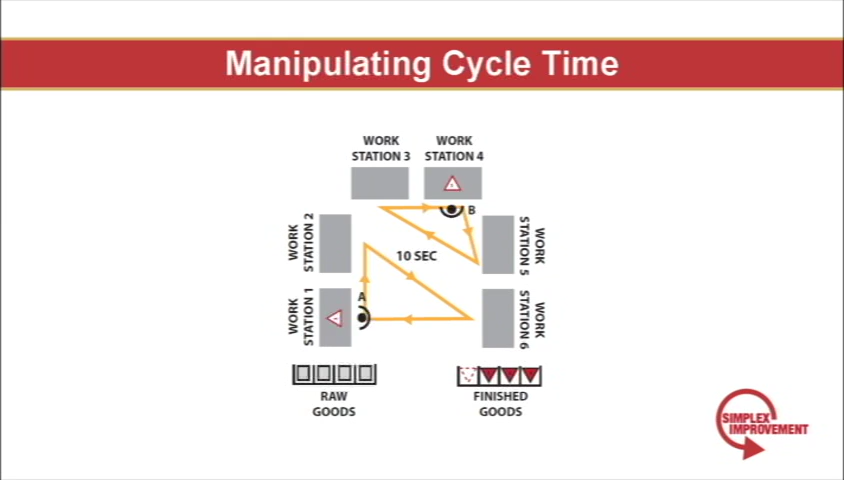 Manipulating Cycle Time
WORK
STATION 3
WORK
STATION 4
B
WORK
STATION 2
10 SEC
WORK
STATION 5
A
WORK
STATION 1
WORK
STATION 6
RAW
GOODS
FINISHED
GOODS
SIMPLEX
IMPROVEMENT